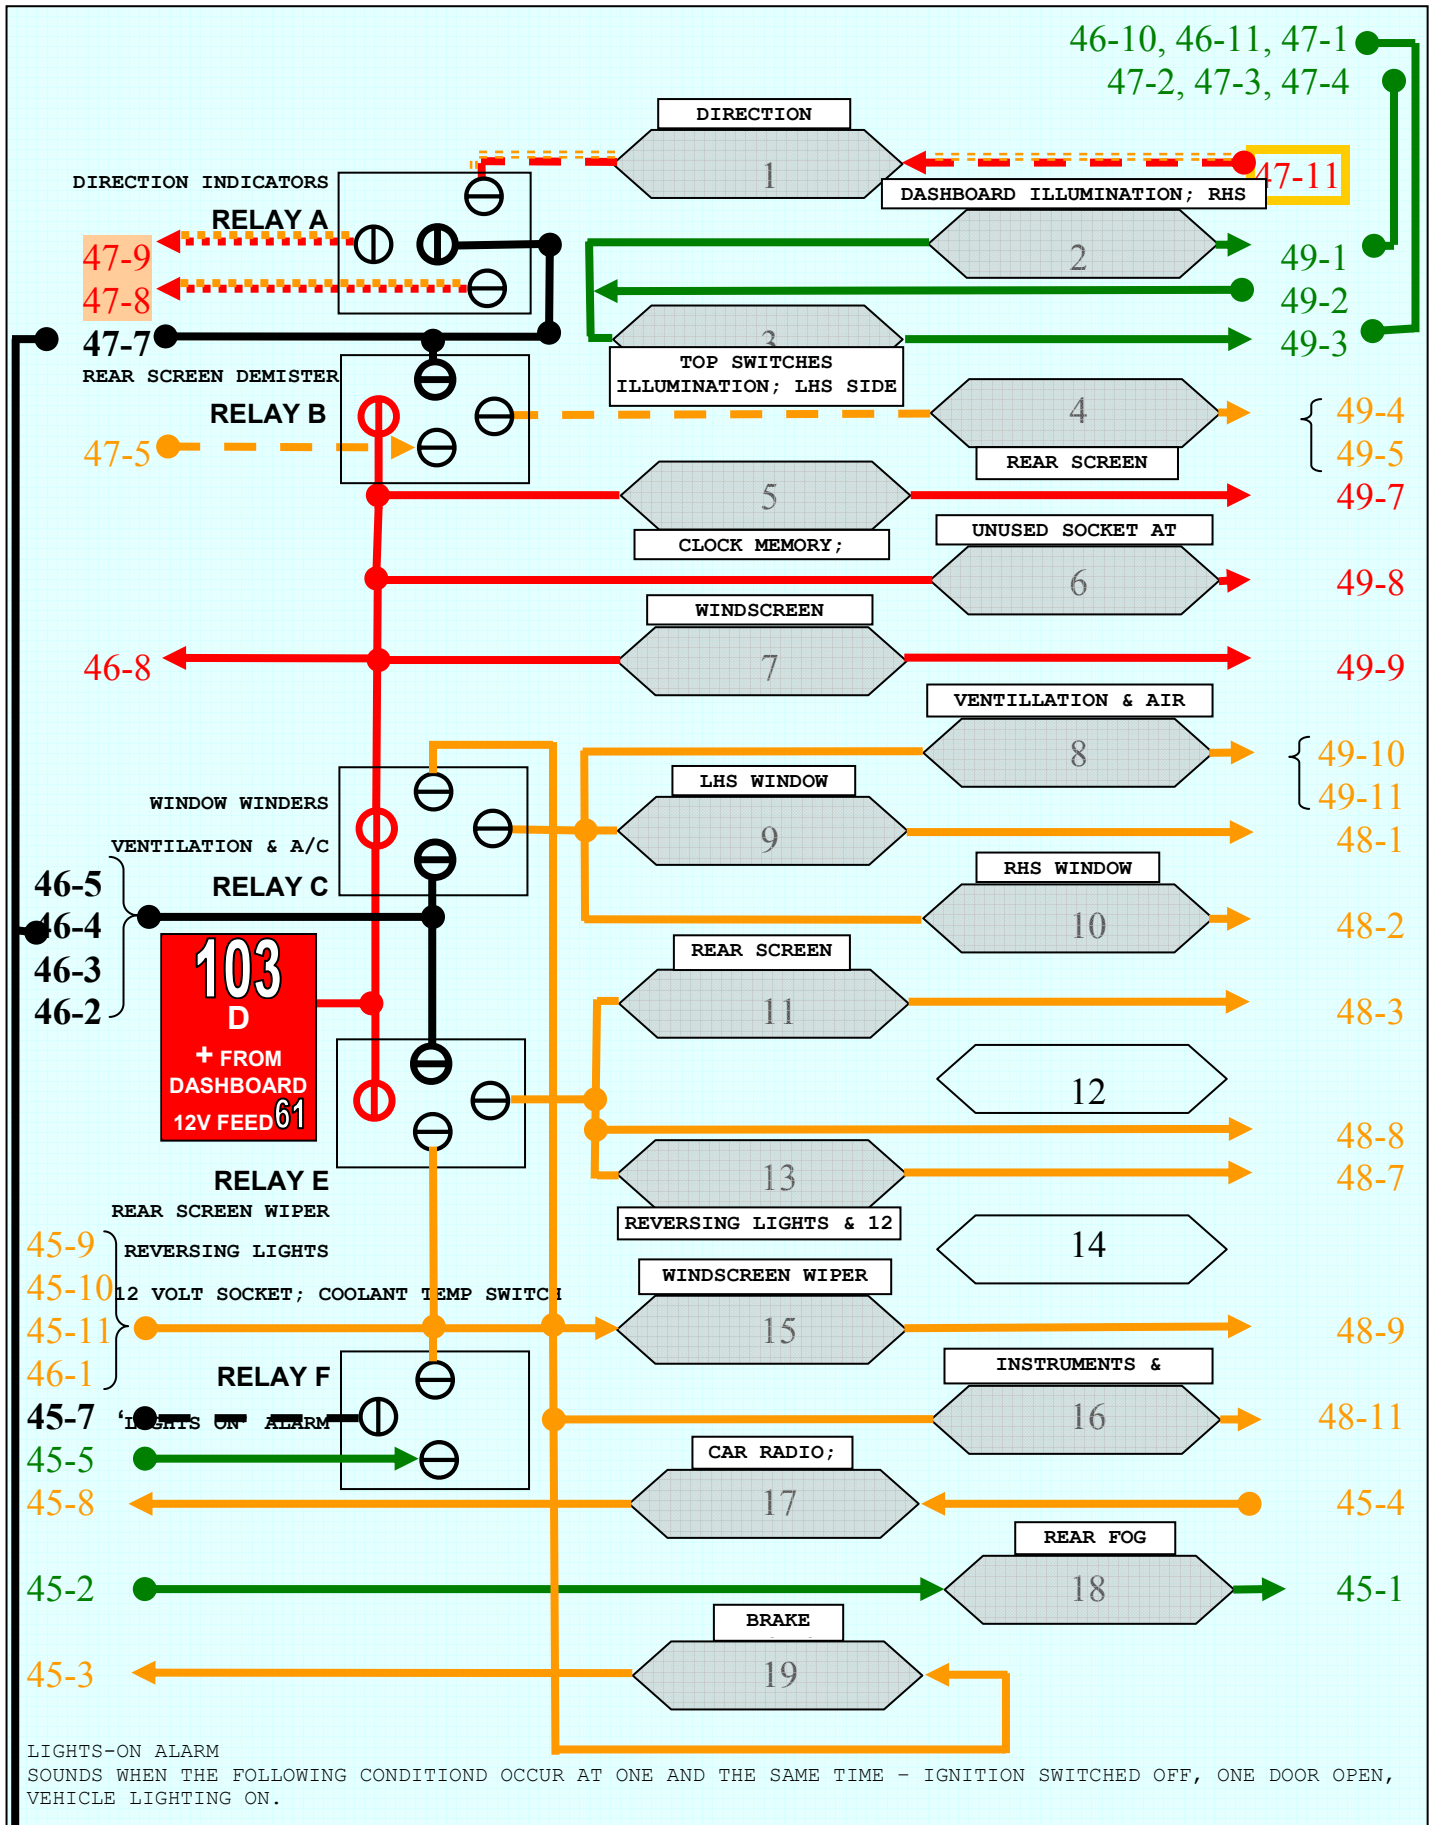 46-10, 46-11, 47-1
47-2, 47-3, 47-4
DIRECTION
1
47-11
DIRECTION INDICATORS
RELAY A
DASHBOARD ILLUMINATION; RHS
2
47-9
47-8
49-1
49-2
47-7
3
49-3
TOP SWITCHES
ILLUMINATION; LHS SIDE
REAR SCREEN DEMISTER
RELAY B
4
49-4
47-5
49-5
REAR SCREEN
5
49-7
CLOCK MEMORY;
UNUSED SOCKET AT
6
49-8
WINDSCREEN
7
46-8
49-9
VENTILLATION & AIR
8
49-10
49-11
LHS WINDOW
WINDOW WINDERS
9
48-1
VENTILATION & A/C
RELAY C
RHS WINDOW
46-5
46-4
46-3
46-2
10
48-2
REAR SCREEN
11
48-3
103
D
+ FROM
DASHBOARD
12V FEED 61
12
48-8
13
48-7
RELAY E
REAR SCREEN WIPER
REVERSING LIGHTS & 12
45-9
REVERSING LIGHTS
14
45-10
12 VOLT SOCKET; COOLANT TEMP SWITCH
WINDSCREEN WIPER
45-11
15
48-9
46-1
RELAY F
INSTRUMENTS &
45-7
‘LIGHTS ON’ ALARM
16
48-11
45-5
CAR RADIO;
45-8
17
45-4
REAR FOG
45-2
18
45-1
BRAKE
45-3
19
LIGHTS-ON ALARM
SOUNDS WHEN THE FOLLOWING CONDITIOND OCCUR AT ONE AND THE SAME TIME – IGNITION SWITCHED OFF, ONE DOOR OPEN,
VEHICLE LIGHTING ON.